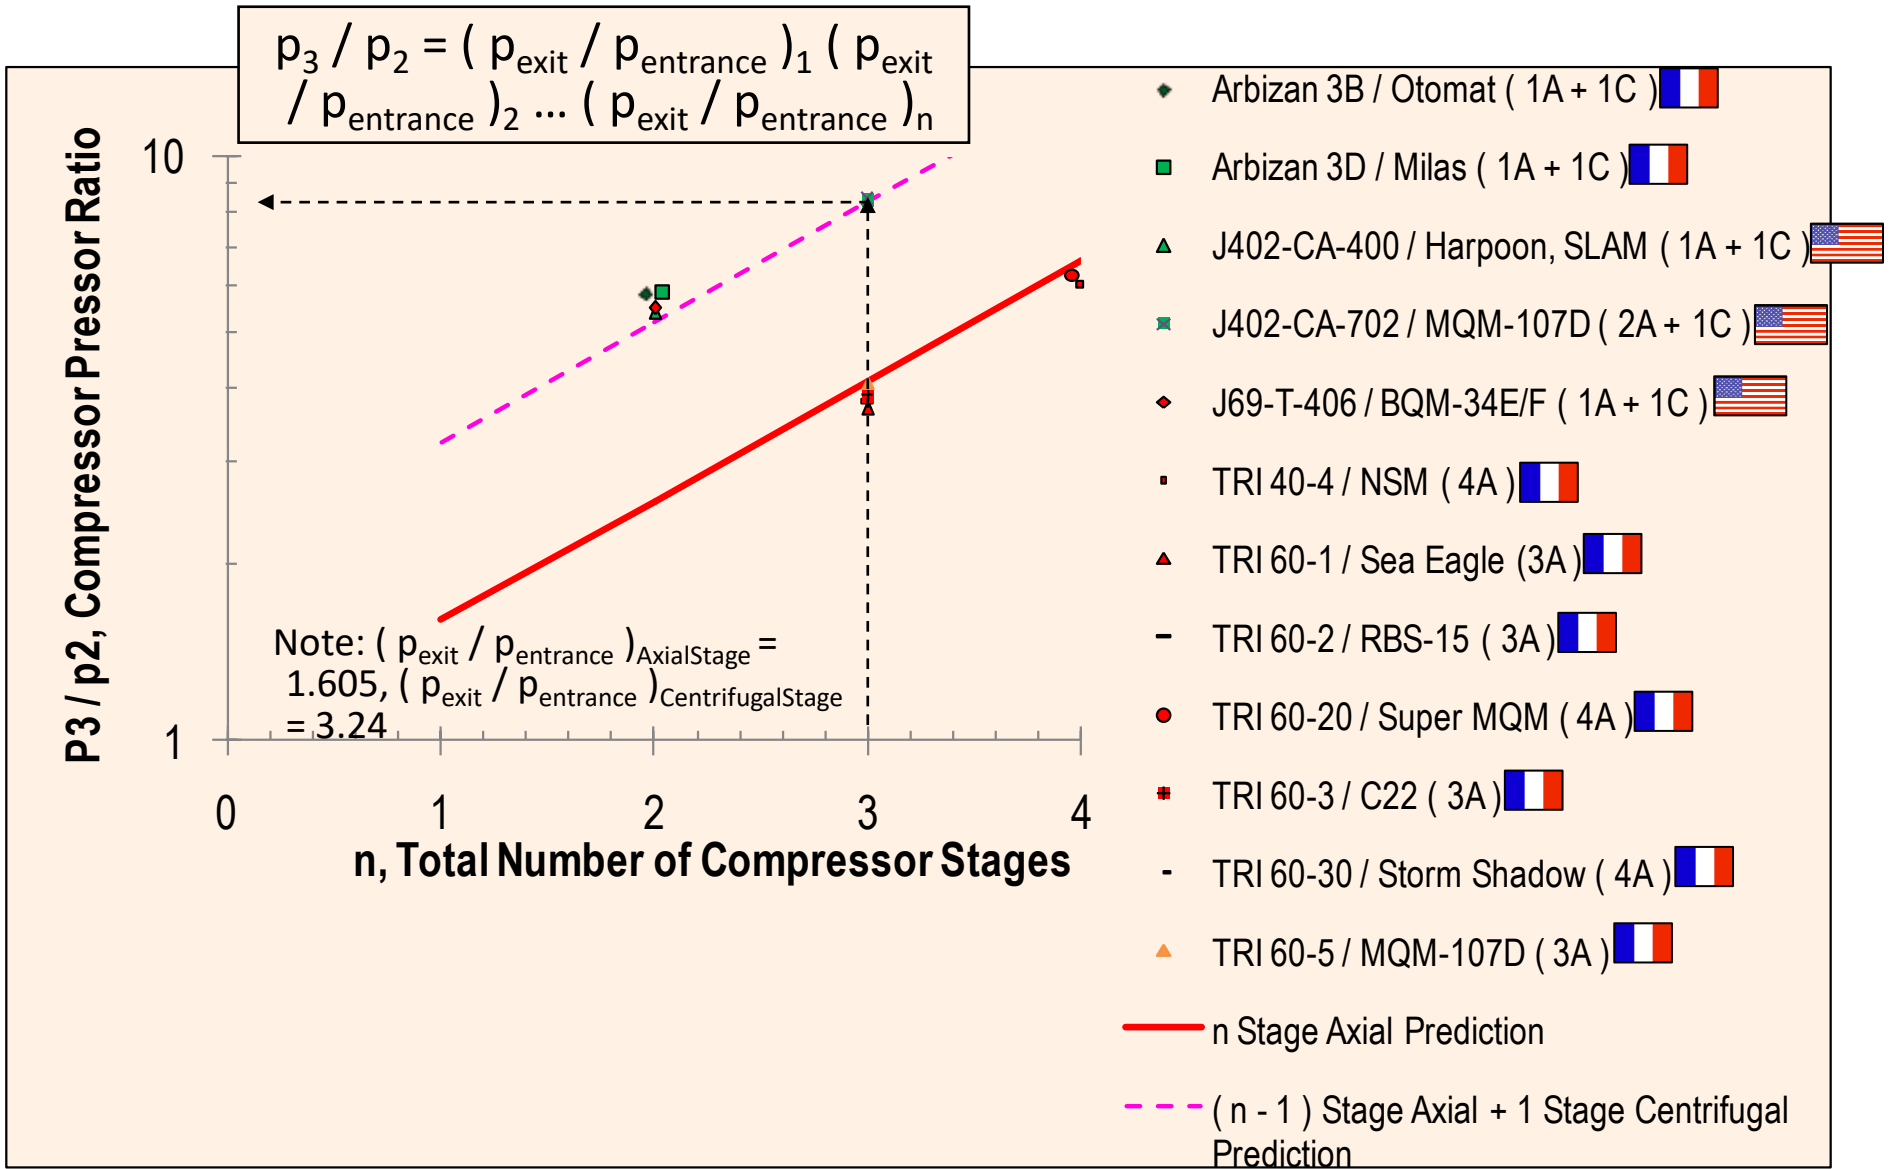 p3 / p2 = ( pexit / pentrance )1 ( pexit
/ pentrance )2 ... ( pexit / pentrance )n
P3 / p2, Compressor Pressor Ratio
10
1
Note: ( pexit / pentrance )AxialStage =
1.605, ( pexit / pentrance )CentrifugalStage
= 3.24
0 1 2 3 4
n, Total Number of Compressor Stages
Arbizan 3B / Otomat ( 1A + 1C )
Arbizan 3D / Milas ( 1A + 1C )
J402-CA-400 / Harpoon, SLAM ( 1A + 1C )
J402-CA-702 / MQM-107D ( 2A + 1C )
J69-T-406 / BQM-34E/F ( 1A + 1C )
TRI 40-4 / NSM ( 4A )
TRI 60-1 / Sea Eagle (3A)
TRI 60-2 / RBS-15 ( 3A )
TRI 60-20 / Super MQM ( 4A )
TRI 60-3 / C22 ( 3A )
TRI 60-30 / Storm Shadow ( 4A )
TRI 60-5 / MQM-107D ( 3A )
n Stage Axial Prediction
( n - 1 ) Stage Axial + 1 Stage Centrifugal
Prediction